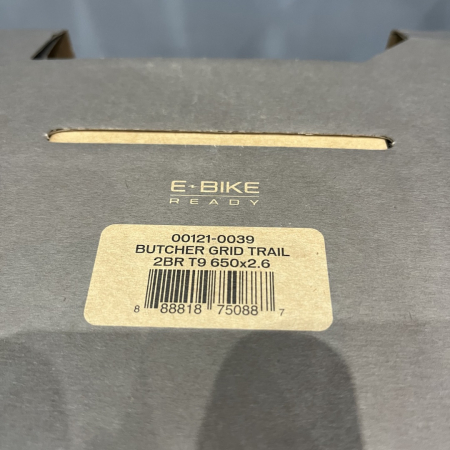 E-BIKE
READY
00121-0039
BUTCHER GRID TRAIL
2BR T9 650x2.6
8 88818 75088 7